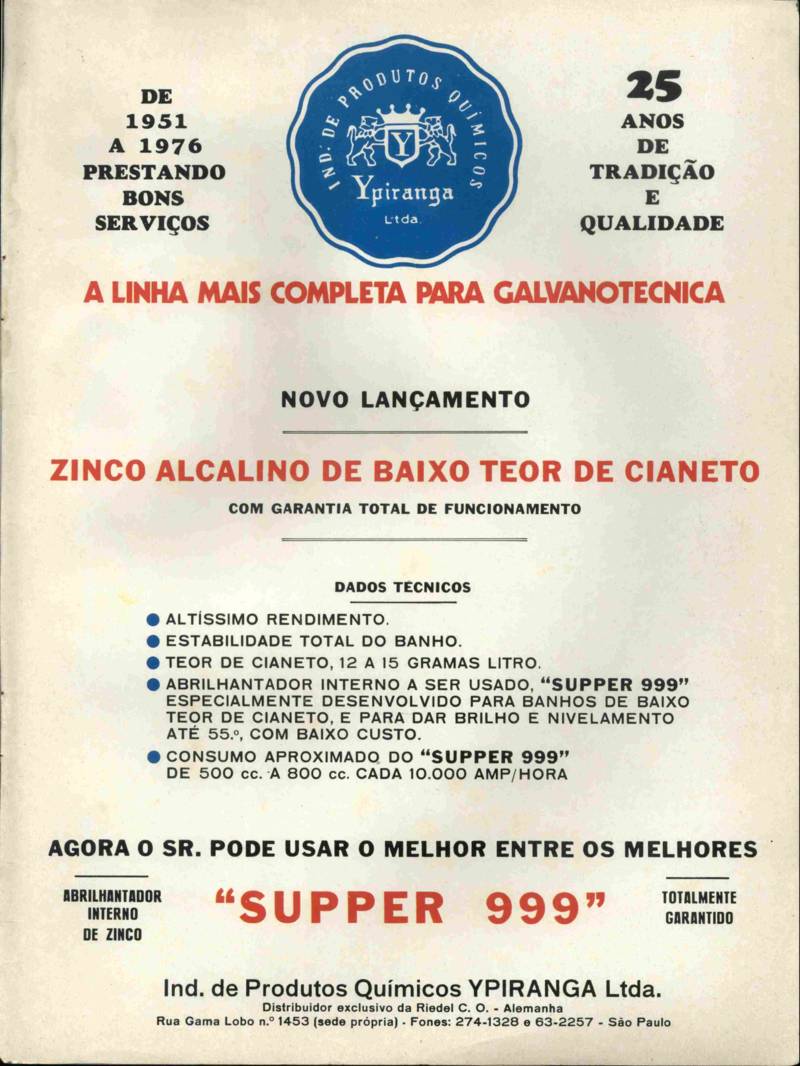 DE
1951
A 1976
PRESTANDO
BONS
SERVIÇOS
IND. DE PRODUTOS QUÍMICOS
Y
Ypiranga
Ltda.
25
ANOS
DE
TRADIÇÃO
E
QUALIDADE
A LINHA MAIS COMPLETA PARA GALVANOTECNICA
NOVO LANÇAMENTO
ZINCO ALCALINO DE BAIXO TEOR DE CIANETO
COM GARANTIA TOTAL DE FUNCIONAMENTO
DADOS TÉCNICOS
ALTÍSSIMO RENDIMENTO.
ESTABILIDADE TOTAL DO BANHO.
TEOR DE CIANETO, 12 A 15 GRAMAS LITRO.
ABRILHANTADOR INTERNO A SER USADO, "SUPPER 999"
ESPECIALMENTE DESENVOLVIDO PARA BANHOS DE BAIXO
TEOR DE CIANETO, E PARA DAR BRILHO E NIVELAMENTO
ATÉ 55.º, COM BAIXO CUSTO.
CONSUMO APROXIMADO DO "SUPPER 999"
DE 500 cc. A 800 cc. CADA 10.000 AMP/HORA
AGORA O SR. PODE USAR O MELHOR ENTRE OS MELHORES
ABRILHANTADOR
INTERNO
DE ZINCO
"SUPPER 999"
TOTALMENTE
GARANTIDO
Ind. de Produtos Químicos YPIRANGA Ltda.
Distribuidor exclusivo da Riedel C. O. - Alemanha
Rua Gama Lobo n.º 1453 (sede própria) - Fones: 274-1328 e 63-2257 - São Paulo